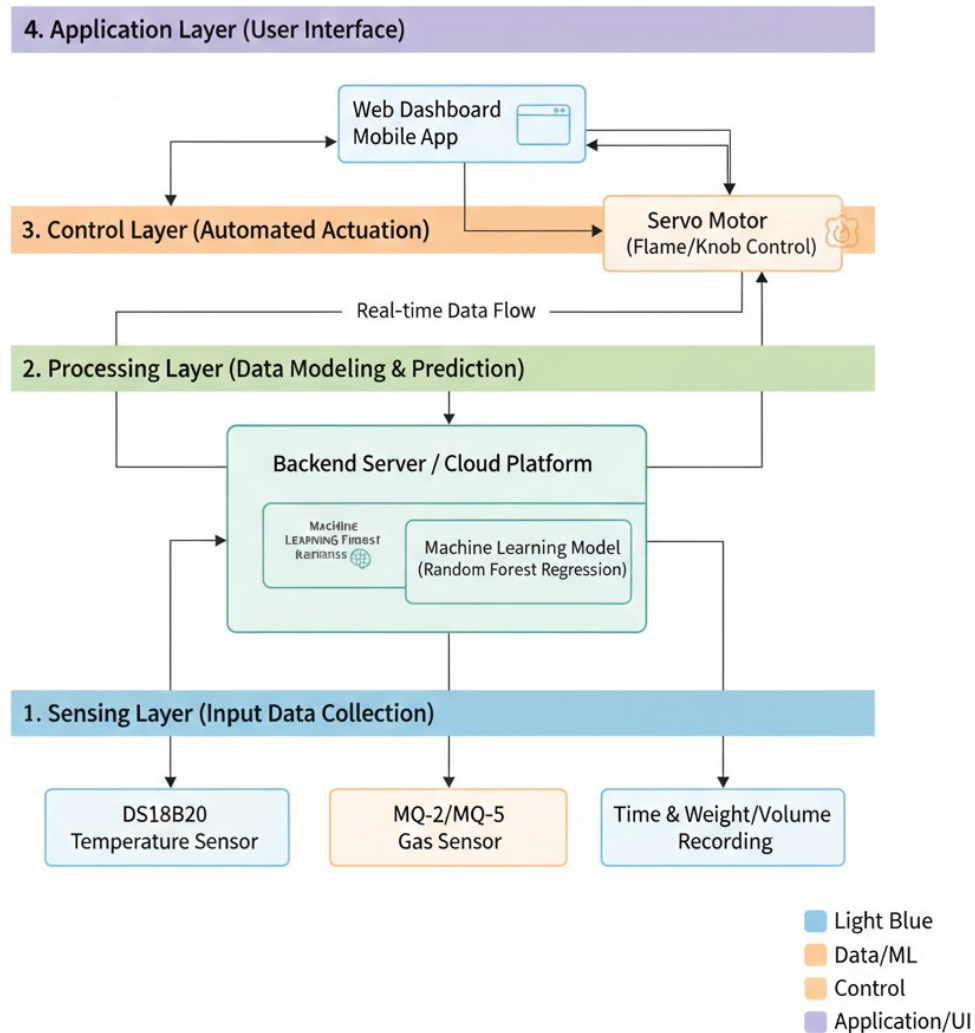 4. Application Layer (User Interface)
Web Dashboard
Mobile App
3. Control Layer (Automated Actuation)
Servo Motor
(Flame/Knob Control)
Real-time Data Flow
2. Processing Layer (Data Modeling & Prediction)
Backend Server / Cloud Platform
Machine Learning Model
(Random Forest Regression)
1. Sensing Layer (Input Data Collection)
DS18B20
Temperature Sensor
MQ-2/MQ-5
Gas Sensor
Time & Weight/Volume
Recording
Light Blue
Data/ML
Control
Application/UI